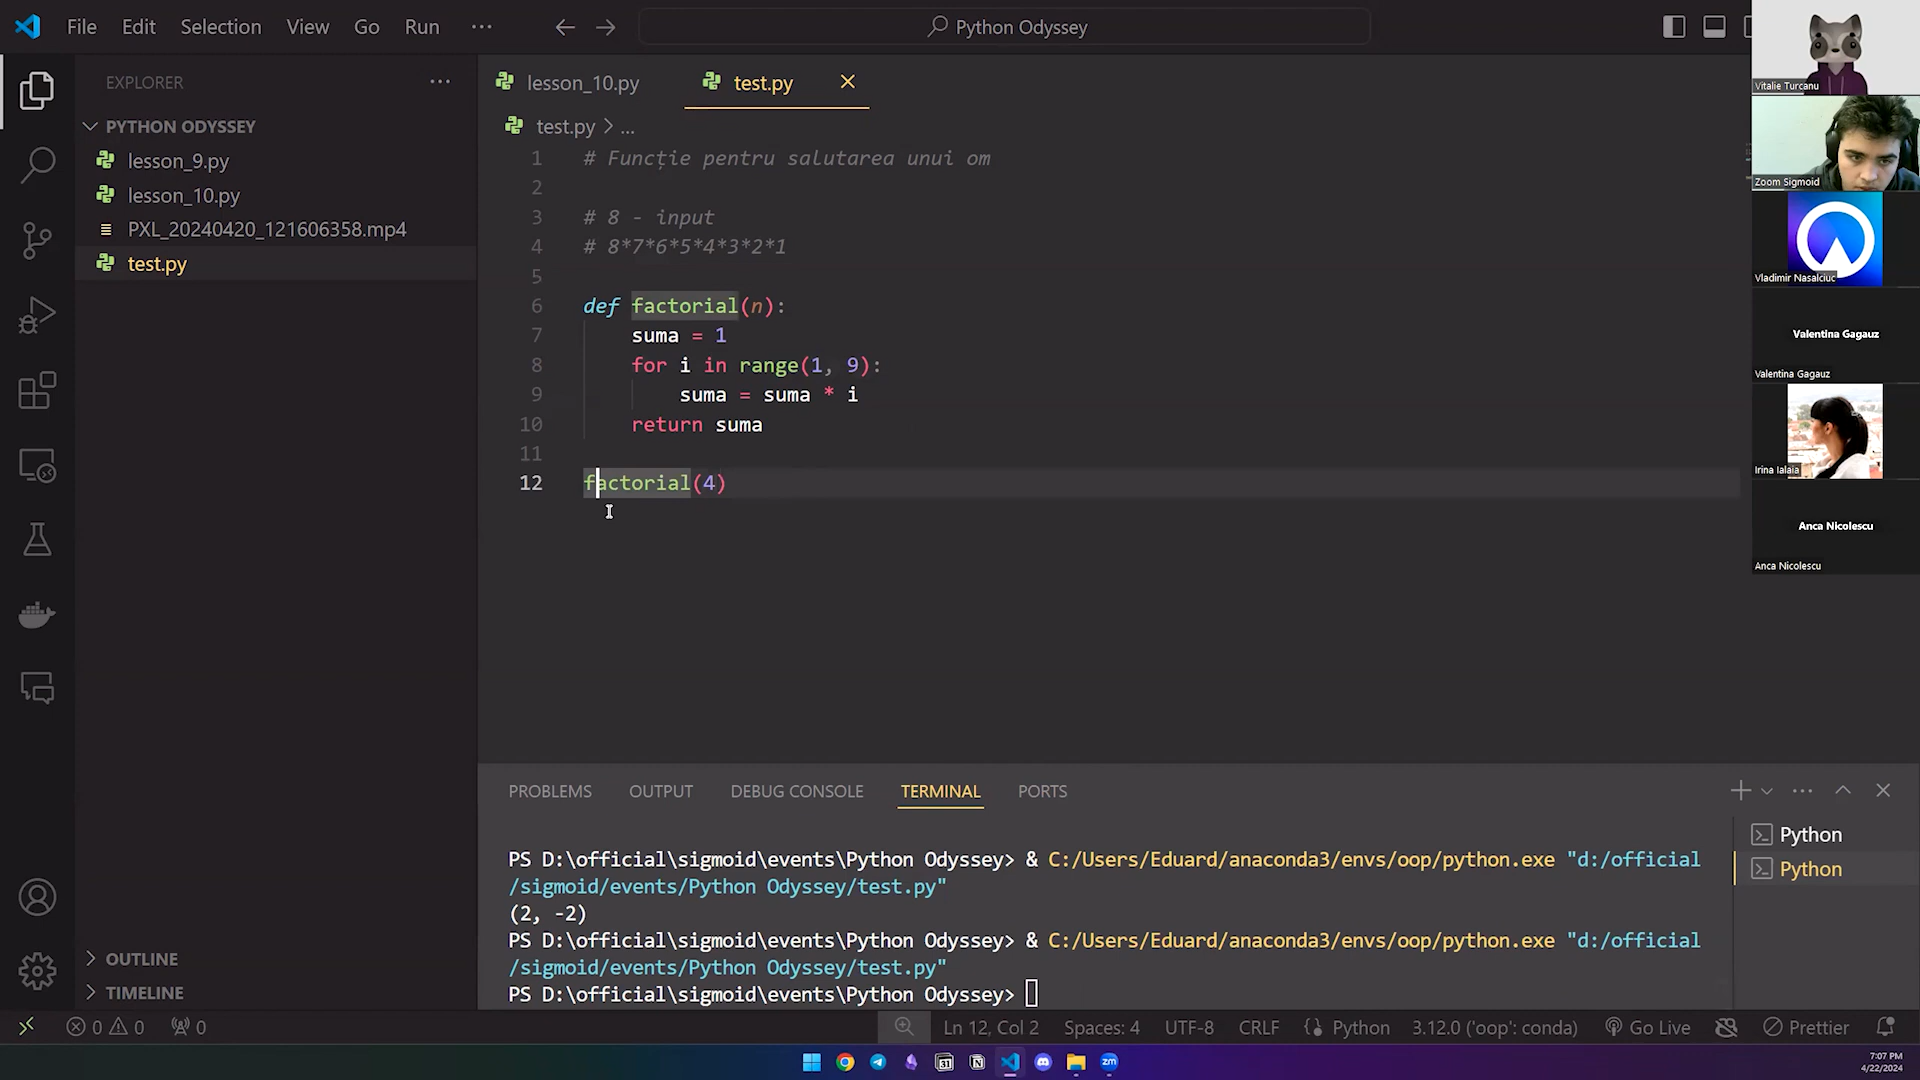 File Edit Selection View Go Run ...
Python Odyssey
EXPLORER
PYTHON ODYSSEY
lesson_9.py
lesson_10.py
PXL_20240420_121606358.mp4
test.py
OUTLINE
TIMELINE
lesson_10.py
test.py
test.py > ...
1 # Funcție pentru salutarea unui om
2
3 # 8 - input
4 # 8*7*6*5*4*3*2*1
5
6 def factorial(n):
7     suma = 1
8     for i in range(1, 9):
9         suma = suma * i
10     return suma
11
12 factorial(4)
PROBLEMS OUTPUT DEBUG CONSOLE TERMINAL PORTS
PS D:\official\sigmoid\events\Python Odyssey> & C:/Users/Eduard/anaconda3/envs/oop/python.exe "d:/official
/sigmoid/events/Python Odyssey/test.py"
(2, -2)
PS D:\official\sigmoid\events\Python Odyssey> & C:/Users/Eduard/anaconda3/envs/oop/python.exe "d:/official
/sigmoid/events/Python Odyssey/test.py"
PS D:\official\sigmoid\events\Python Odyssey>
Python
Python
Vitalie Turcanu
Zoom Sigmoid
Vladimir Nasalciuc
Valentina Gagauz
Valentina Gagauz
Irina Ialaia
Anca Nicolescu
Anca Nicolescu
0 0 0
Ln 12, Col 2 Spaces: 4 UTF-8 CRLF Python 3.12.0 ('oop': conda) Go Live Prettier
31
zm
7:07 PM
4/22/2024